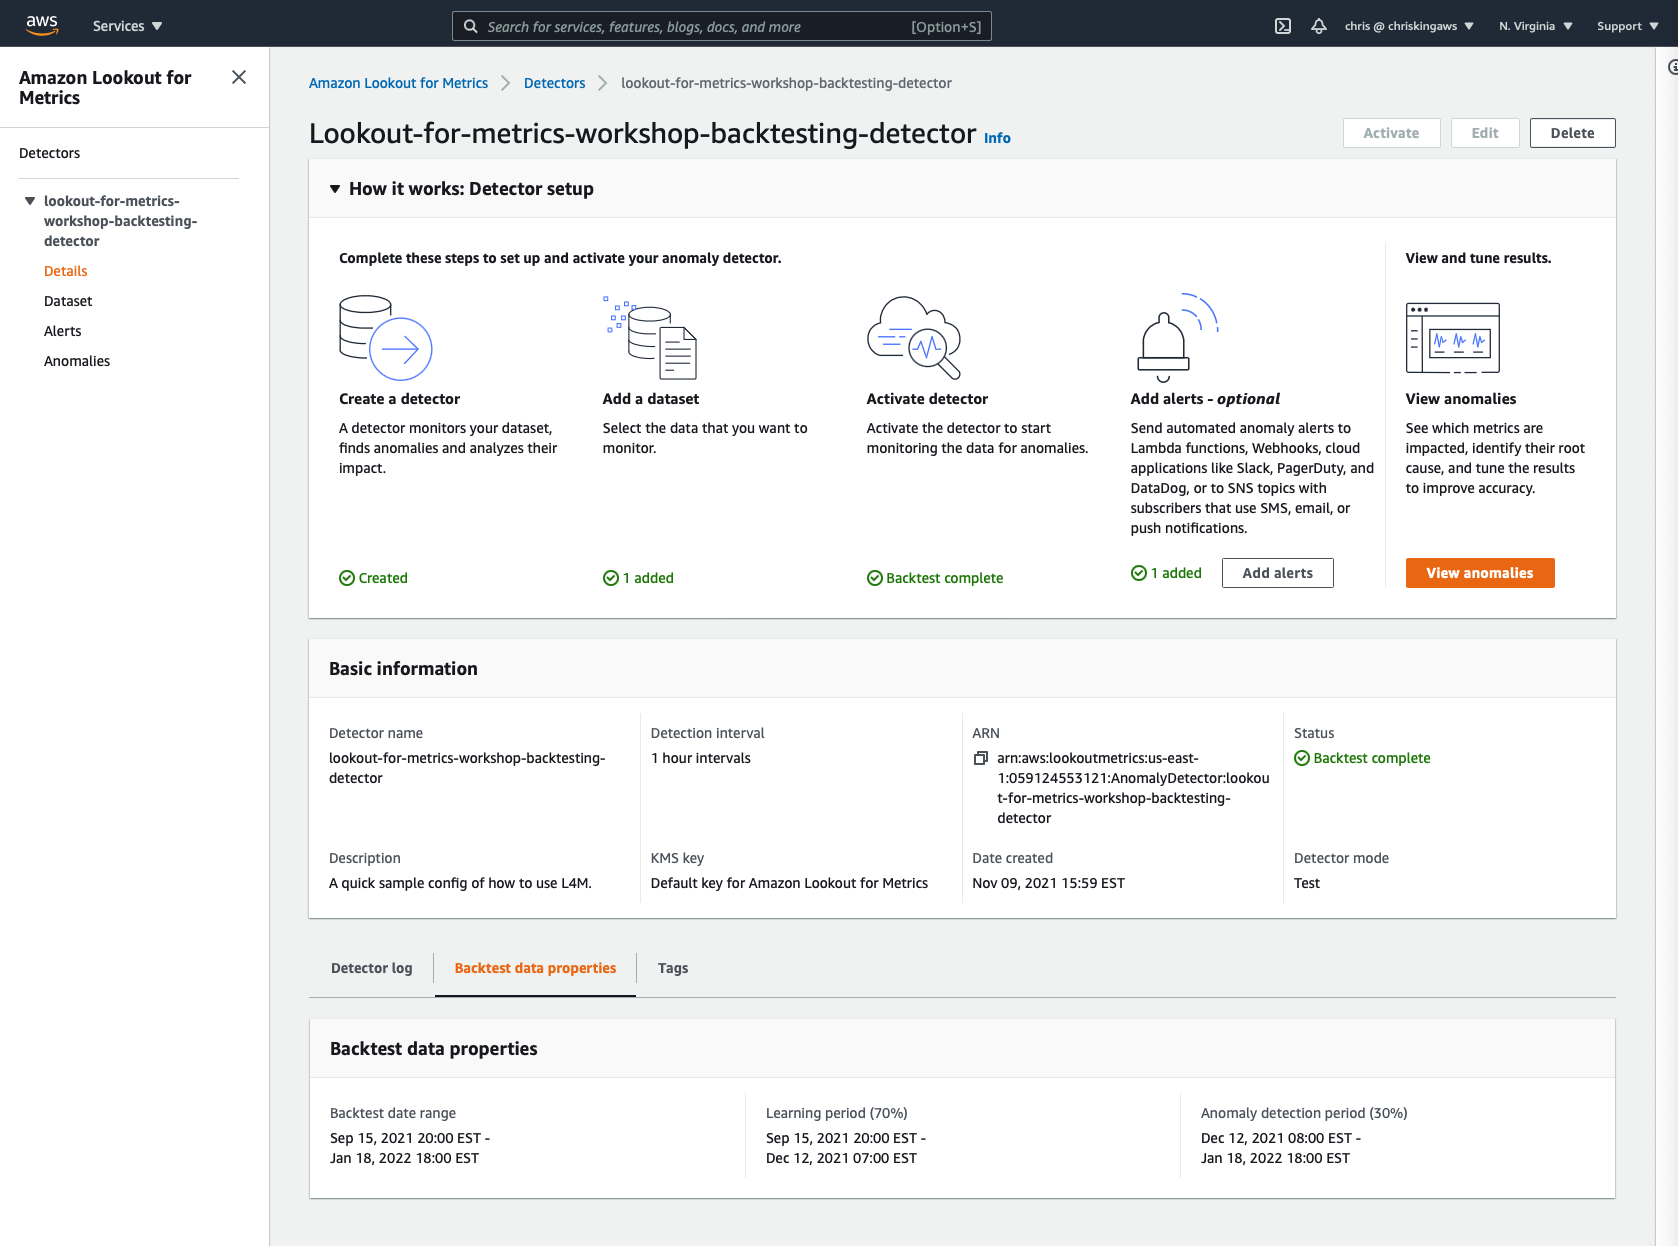 aws
Services
Search for services, features, blogs, docs, and more
[Option+S]
chris @ chriskingaws
N. Virginia
Support
Amazon Lookout for
Metrics
Detectors
lookout-for-metrics-
workshop-backtesting-
detector
Details
Dataset
Alerts
Anomalies
Amazon Lookout for Metrics
Detectors
lookout-for-metrics-workshop-backtesting-detector
Lookout-for-metrics-workshop-backtesting-detector Info
Activate
Edit
Delete
How it works: Detector setup
Complete these steps to set up and activate your anomaly detector.
View and tune results.
Create a detector
A detector monitors your dataset,
finds anomalies and analyzes their
impact.
Created
Add a dataset
Select the data that you want to
monitor.
1 added
Activate detector
Activate the detector to start
monitoring the data for anomalies.
Backtest complete
Add alerts - optional
Send automated anomaly alerts to
Lambda functions, Webhooks, cloud
applications like Slack, PagerDuty, and
DataDog, or to SNS topics with
subscribers that use SMS, email, or
push notifications.
1 added
Add alerts
View anomalies
See which metrics are
impacted, identify their root
cause, and tune the results
to improve accuracy.
View anomalies
Basic information
Detector name
lookout-for-metrics-workshop-backtesting-
detector
Detection interval
1 hour intervals
ARN
arn:aws:lookoutmetrics:us-east-
1:059124553121:AnomalyDetector:lookou
t-for-metrics-workshop-backtesting-
detector
Status
Backtest complete
Description
A quick sample config of how to use L4M.
KMS key
Default key for Amazon Lookout for Metrics
Date created
Nov 09, 2021 15:59 EST
Detector mode
Test
Detector log
Backtest data properties
Tags
Backtest data properties
Backtest date range
Sep 15, 2021 20:00 EST -
Jan 18, 2022 18:00 EST
Learning period (70%)
Sep 15, 2021 20:00 EST -
Dec 12, 2021 07:00 EST
Anomaly detection period (30%)
Dec 12, 2021 08:00 EST -
Jan 18, 2022 18:00 EST